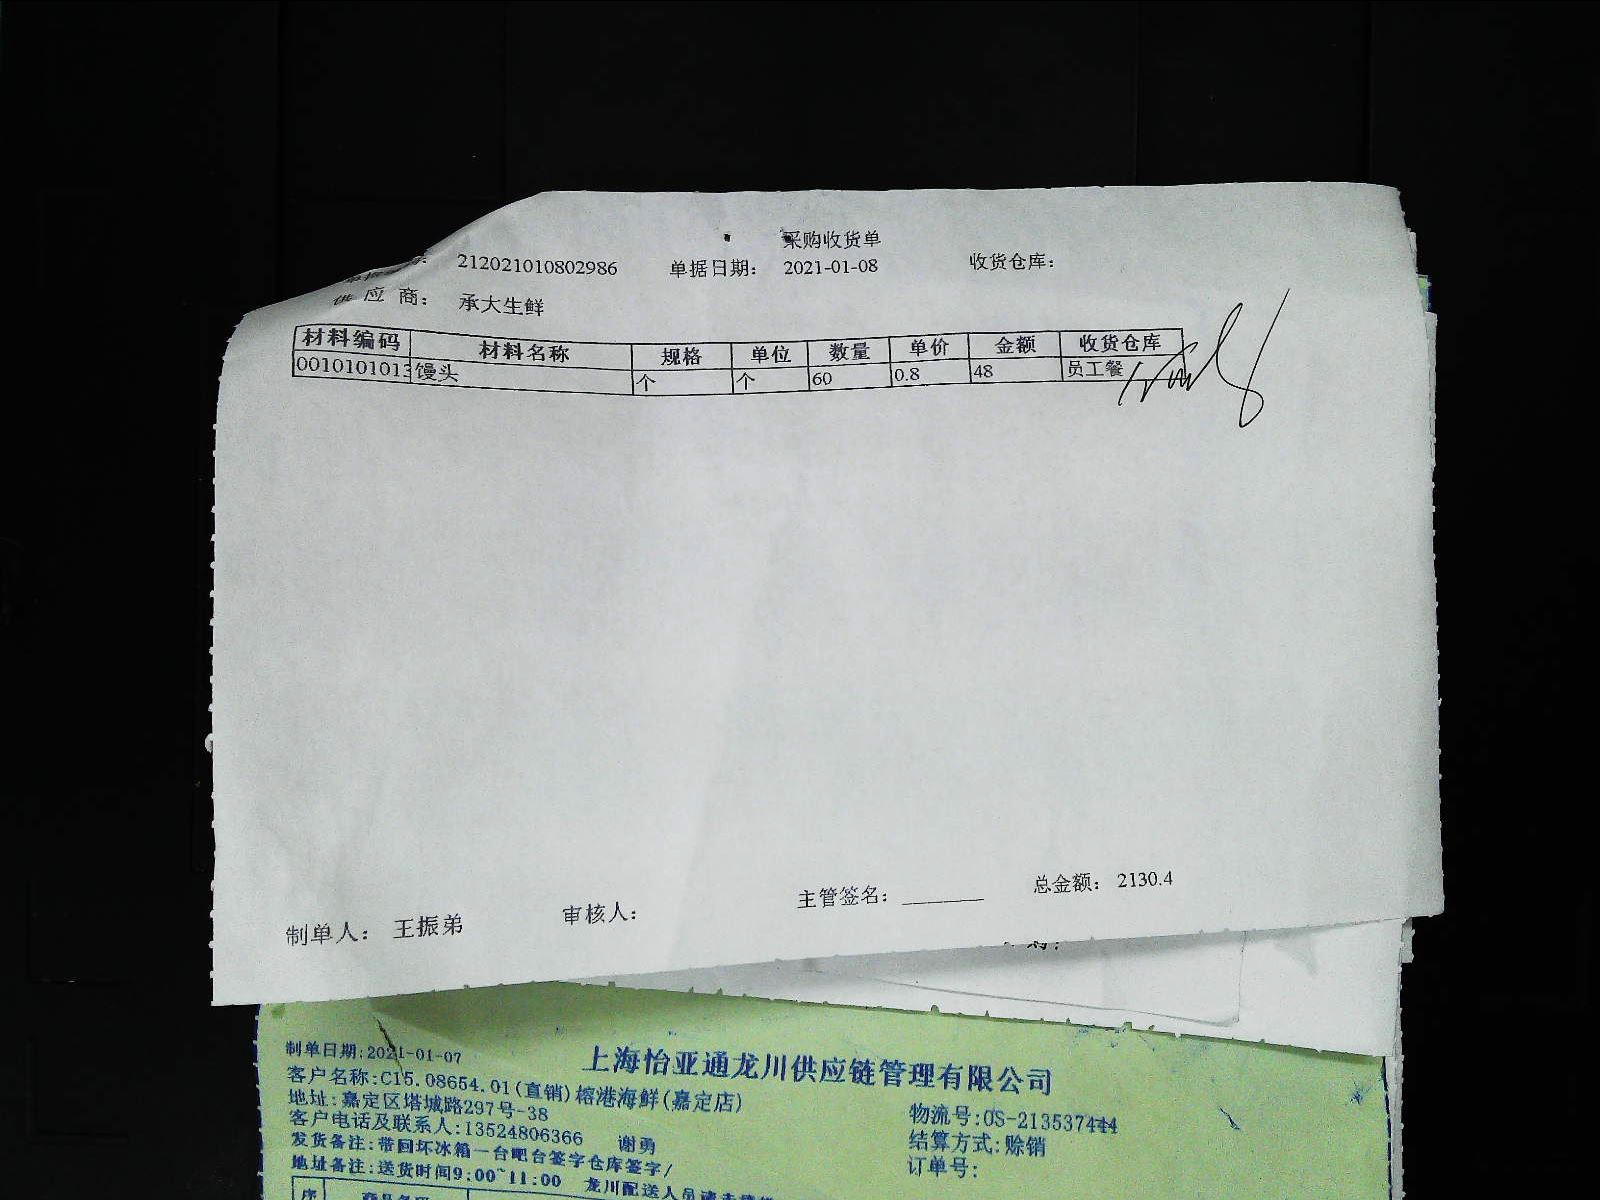 采购收货单
212021010802986 单据日期： 2021-01-08 收货仓库：
供应商： 承大生鲜
材料编码 材料名称 规格 单位 数量 单价 金额 收货仓库
0010101013 馒头 个 个 60 0.8 48 员工餐
制单人： 王振弟 审核人： 主管签名：_______ 总金额： 2130.4
制单日期:2021-01-07 上海怡亚通龙川供应链管理有限公司
客户名称:C15.08654.01(直销)榕港海鲜(嘉定店)
地址:嘉定区塔城路297号-38 物流号:OS-213537444
客户电话及联系人:13524806366 谢勇 结算方式:赊销
发货备注:带回坏冰箱一台吧台签字仓库签字/ 订单号:
地址备注:送货时间9:00~11:00 龙川配送人员
序